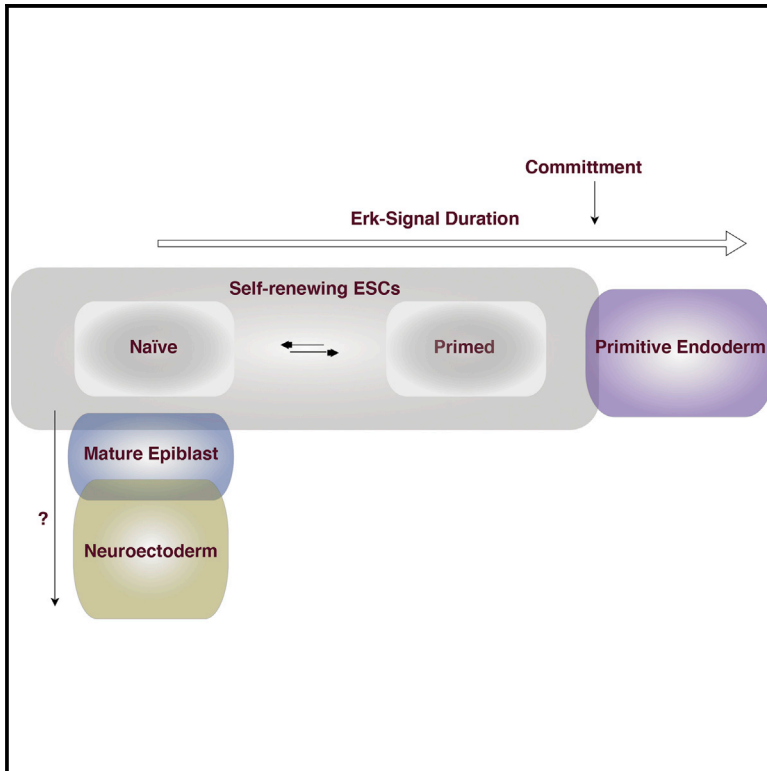 Committment
Erk-Signal Duration
Self-renewing ESCs
Naïve
Primed
Primitive Endoderm
Mature Epiblast
?
Neuroectoderm